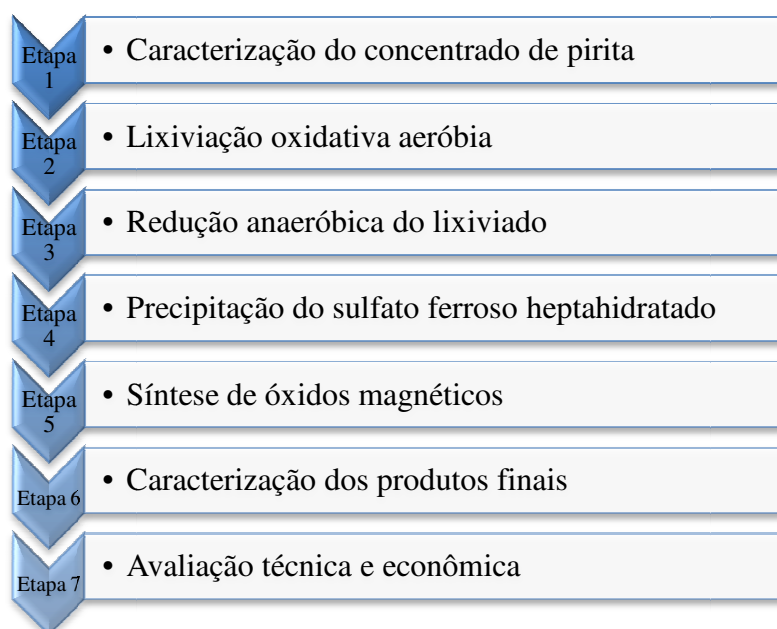 Etapa
1
• Caracterização do concentrado de pirita
Etapa
2
• Lixiviação oxidativa aeróbia
Etapa
3
• Redução anaeróbica do lixiviado
Etapa
4
• Precipitação do sulfato ferroso heptahidratado
Etapa
5
• Síntese de óxidos magnéticos
Etapa 6
• Caracterização dos produtos finais
Etapa 7
• Avaliação técnica e econômica